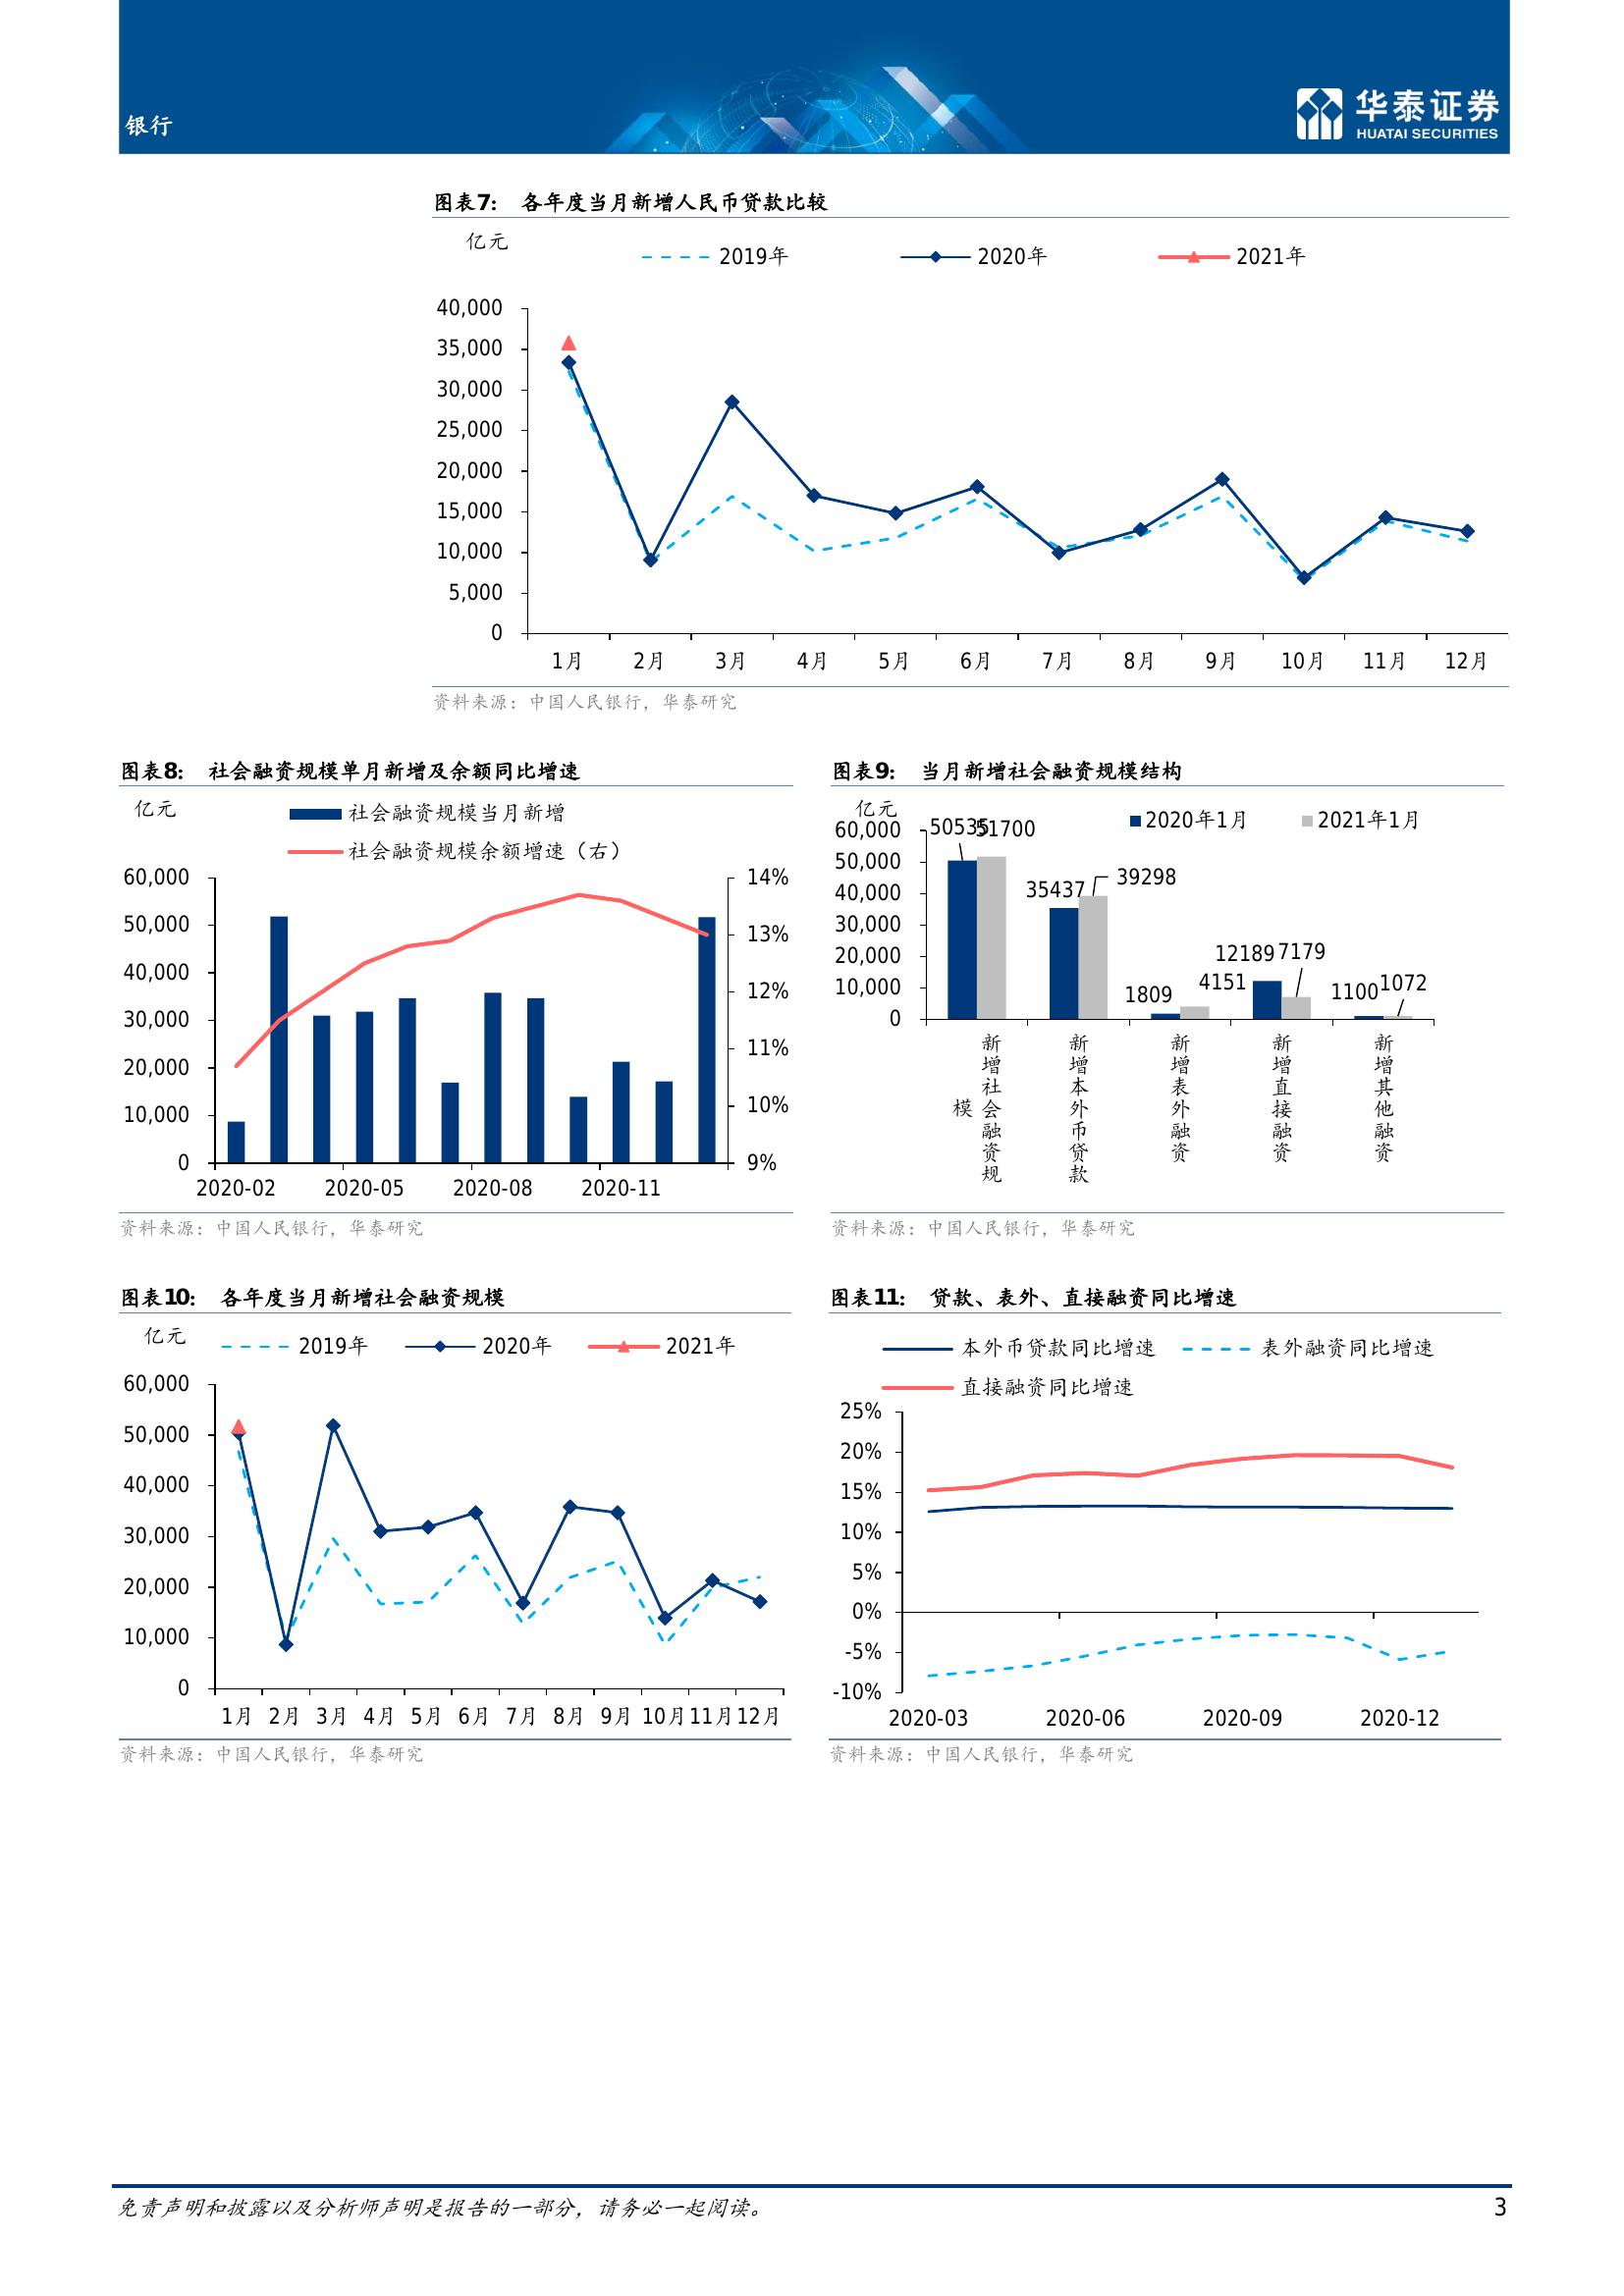 银行
华泰证券
HUATAI SECURITIES
图表7: 各年度当月新增人民币贷款比较
亿元
2019年 2020年 2021年
40,000
35,000
30,000
25,000
20,000
15,000
10,000
5,000
0
1月 2月 3月 4月 5月 6月 7月 8月 9月 10月 11月 12月
资料来源：中国人民银行，华泰研究
图表8: 社会融资规模单月新增及余额同比增速
亿元
社会融资规模当月新增
社会融资规模余额增速（右）
60,000 14%
50,000 13%
40,000 12%
30,000
20,000 11%
10,000 10%
0 9%
2020-02 2020-05 2020-08 2020-11
资料来源：中国人民银行，华泰研究
图表9: 当月新增社会融资规模结构
亿元
2020年1月 2021年1月
60,000
50,000
40,000
30,000
20,000
10,000
0
50535 51700
35437 39298
1809 4151
12189 7179
1100 1072
新增社会融资规模
新增本外币贷款
新增表外融资
新增直接融资
新增其他融资
资料来源：中国人民银行，华泰研究
图表10: 各年度当月新增社会融资规模
亿元
2019年 2020年 2021年
60,000
50,000
40,000
30,000
20,000
10,000
0
1月 2月 3月 4月 5月 6月 7月 8月 9月 10月 11月 12月
资料来源：中国人民银行，华泰研究
图表11: 贷款、表外、直接融资同比增速
本外币贷款同比增速 表外融资同比增速
直接融资同比增速
25%
20%
15%
10%
5%
0%
-5%
-10%
2020-03 2020-06 2020-09 2020-12
资料来源：中国人民银行，华泰研究
免责声明和披露以及分析师声明是报告的一部分，请务必一起阅读。 3